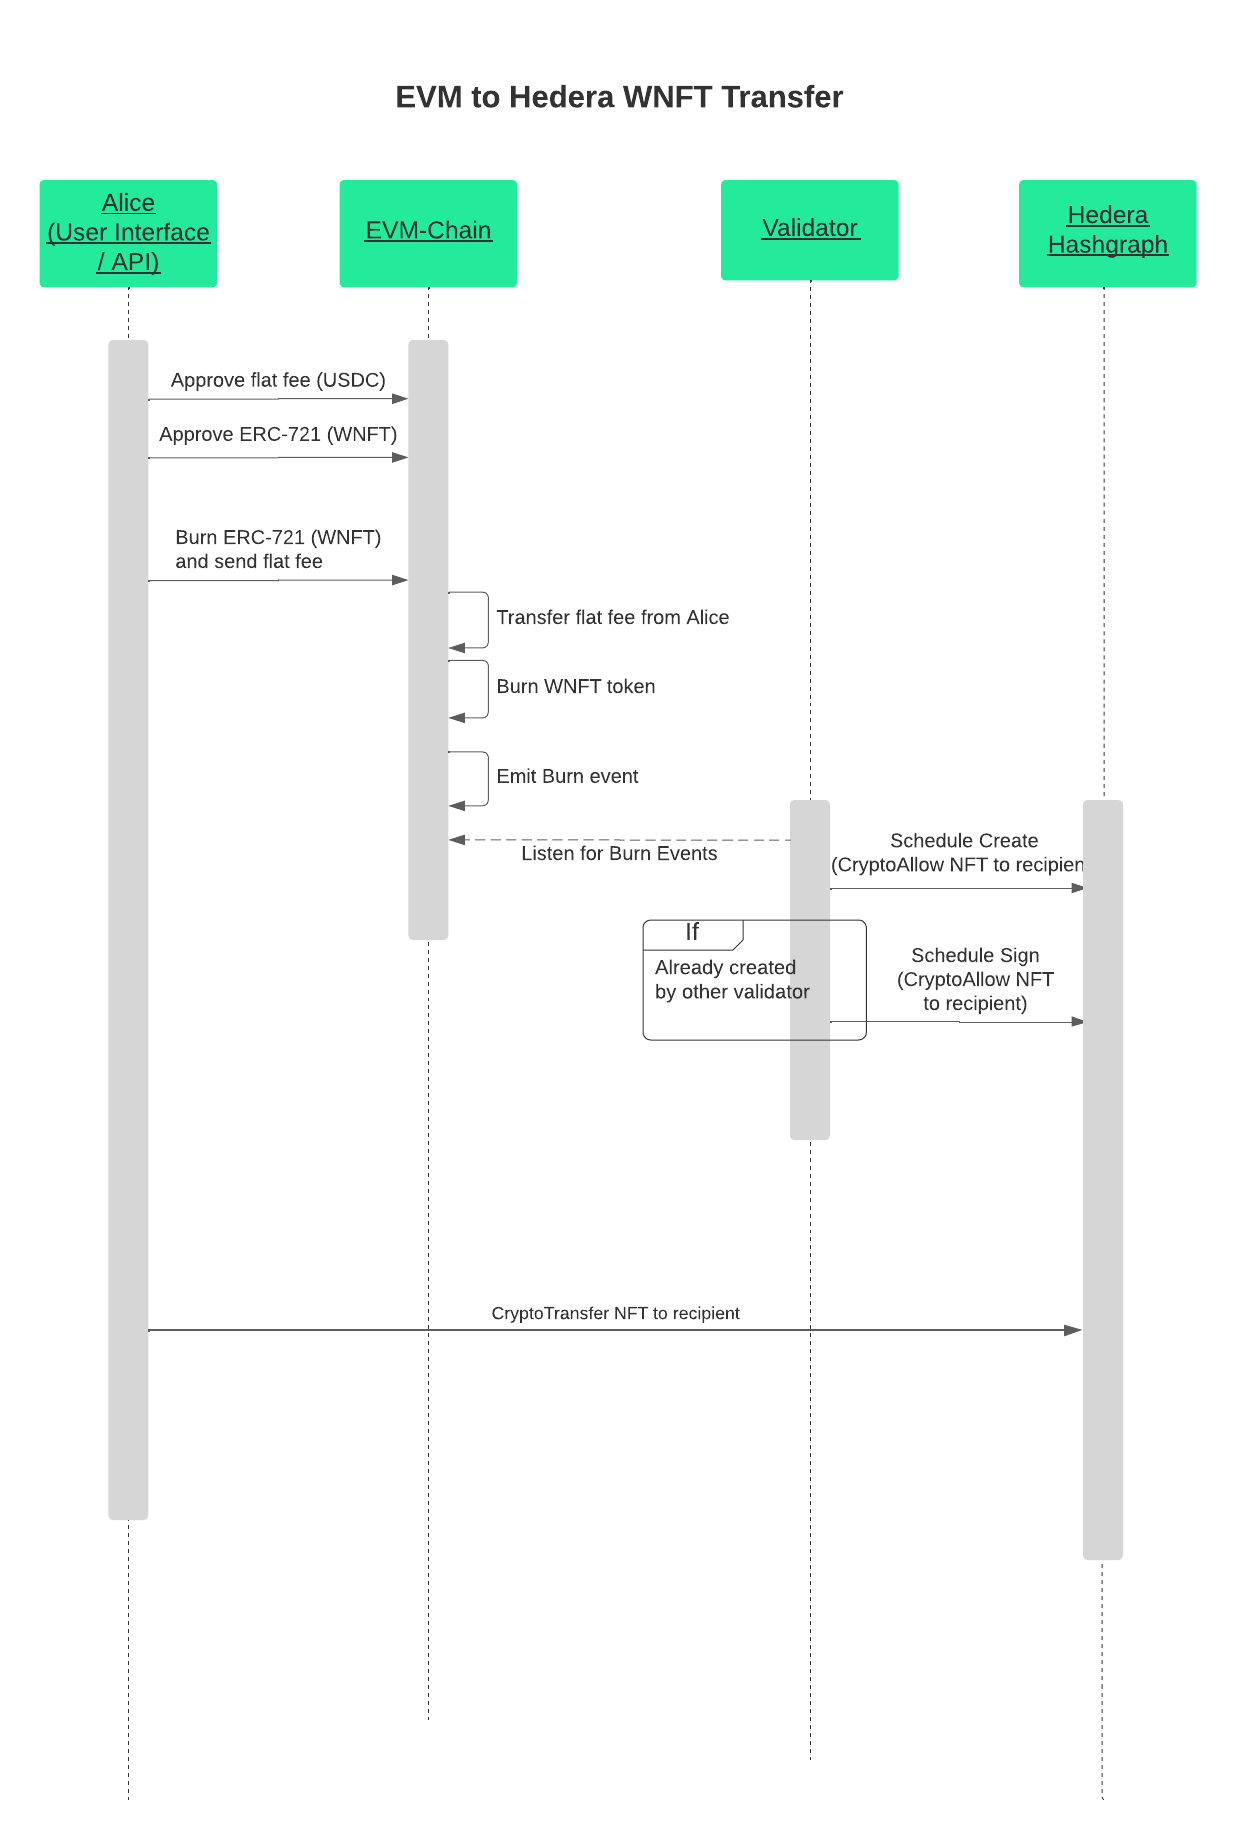 EVM to Hedera WNFT Transfer
Alice
(User Interface
/ API)
EVM-Chain
Validator
Hedera
Hashgraph
Approve flat fee (USDC)
Approve ERC-721 (WNFT)
Burn ERC-721 (WNFT)
and send flat fee
Transfer flat fee from Alice
Burn WNFT token
Emit Burn event
Listen for Burn Events
Schedule Create
(CryptoAllow NFT to recipien
If
Already created
by other validator
Schedule Sign
(CryptoAllow NFT
to recipient)
CryptoTransfer NFT to recipient